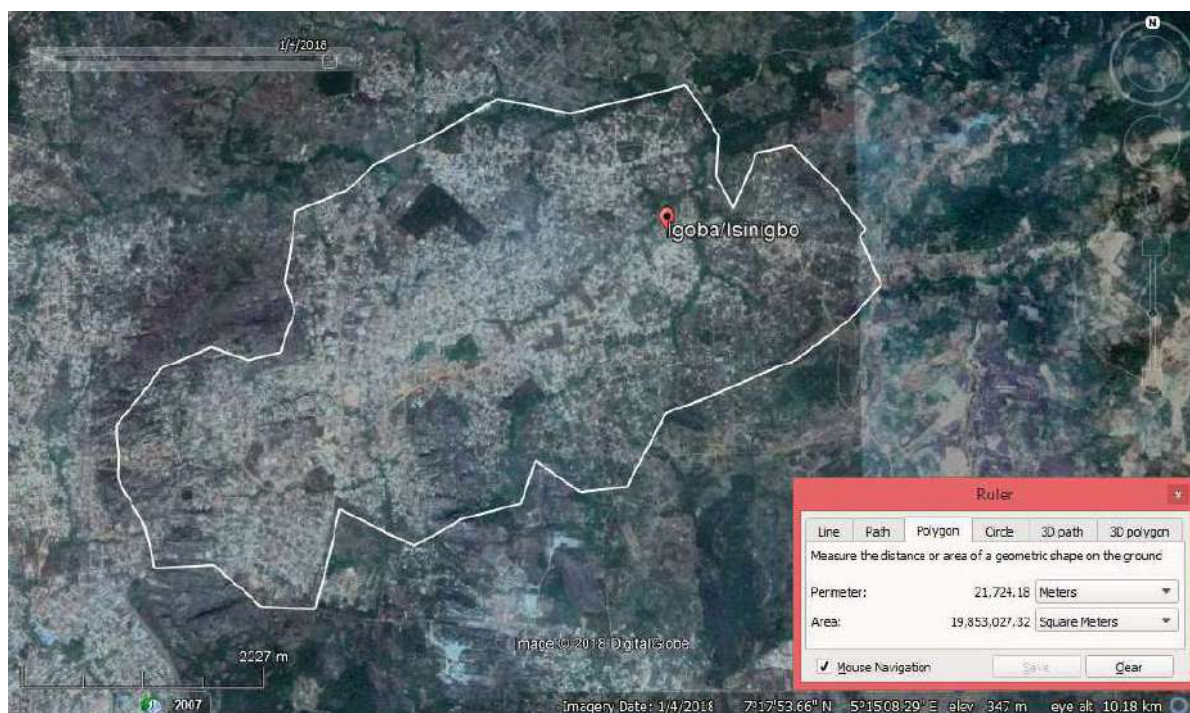 N
1/4/2018
Igoba/Isinigbo
Ruler
x
Line Path Polygon Circle 3D path 3D polygon
Measure the distance or area of a geometric shape on the ground
Perimeter: 21,724.18 Meters
Area: 19,853,027.32 Square Meters
Mouse Navigation Save Clear
Image © 2018 DigitalGlobe
2227 m
2007
Imagery Date: 1/4/2018 7°17'53.66" N 5°15'08.29" E elev 347 m eye alt 10.18 km